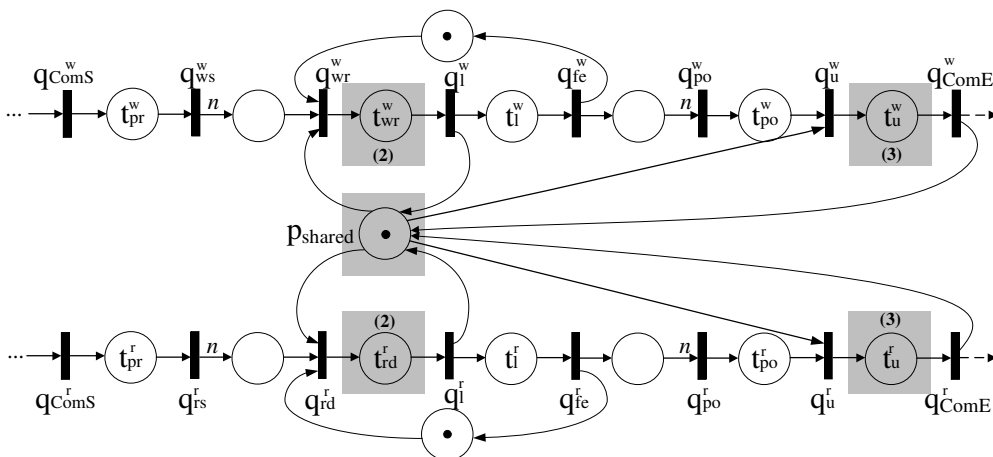 q^w_ComS q^w_ws q^w_wr q^w_l q^w_fe q^w_po q^w_u q^w_ComE
... t^w_pr n t^w_wr t^w_l n t^w_po t^w_u
(2) (3)
p_shared
(2) (3)
... t^r_pr n t^r_rd t^r_l n t^r_po t^r_u
q^r_ComS q^r_rs q^r_rd q^r_l q^r_fe q^r_po q^r_u q^r_ComE